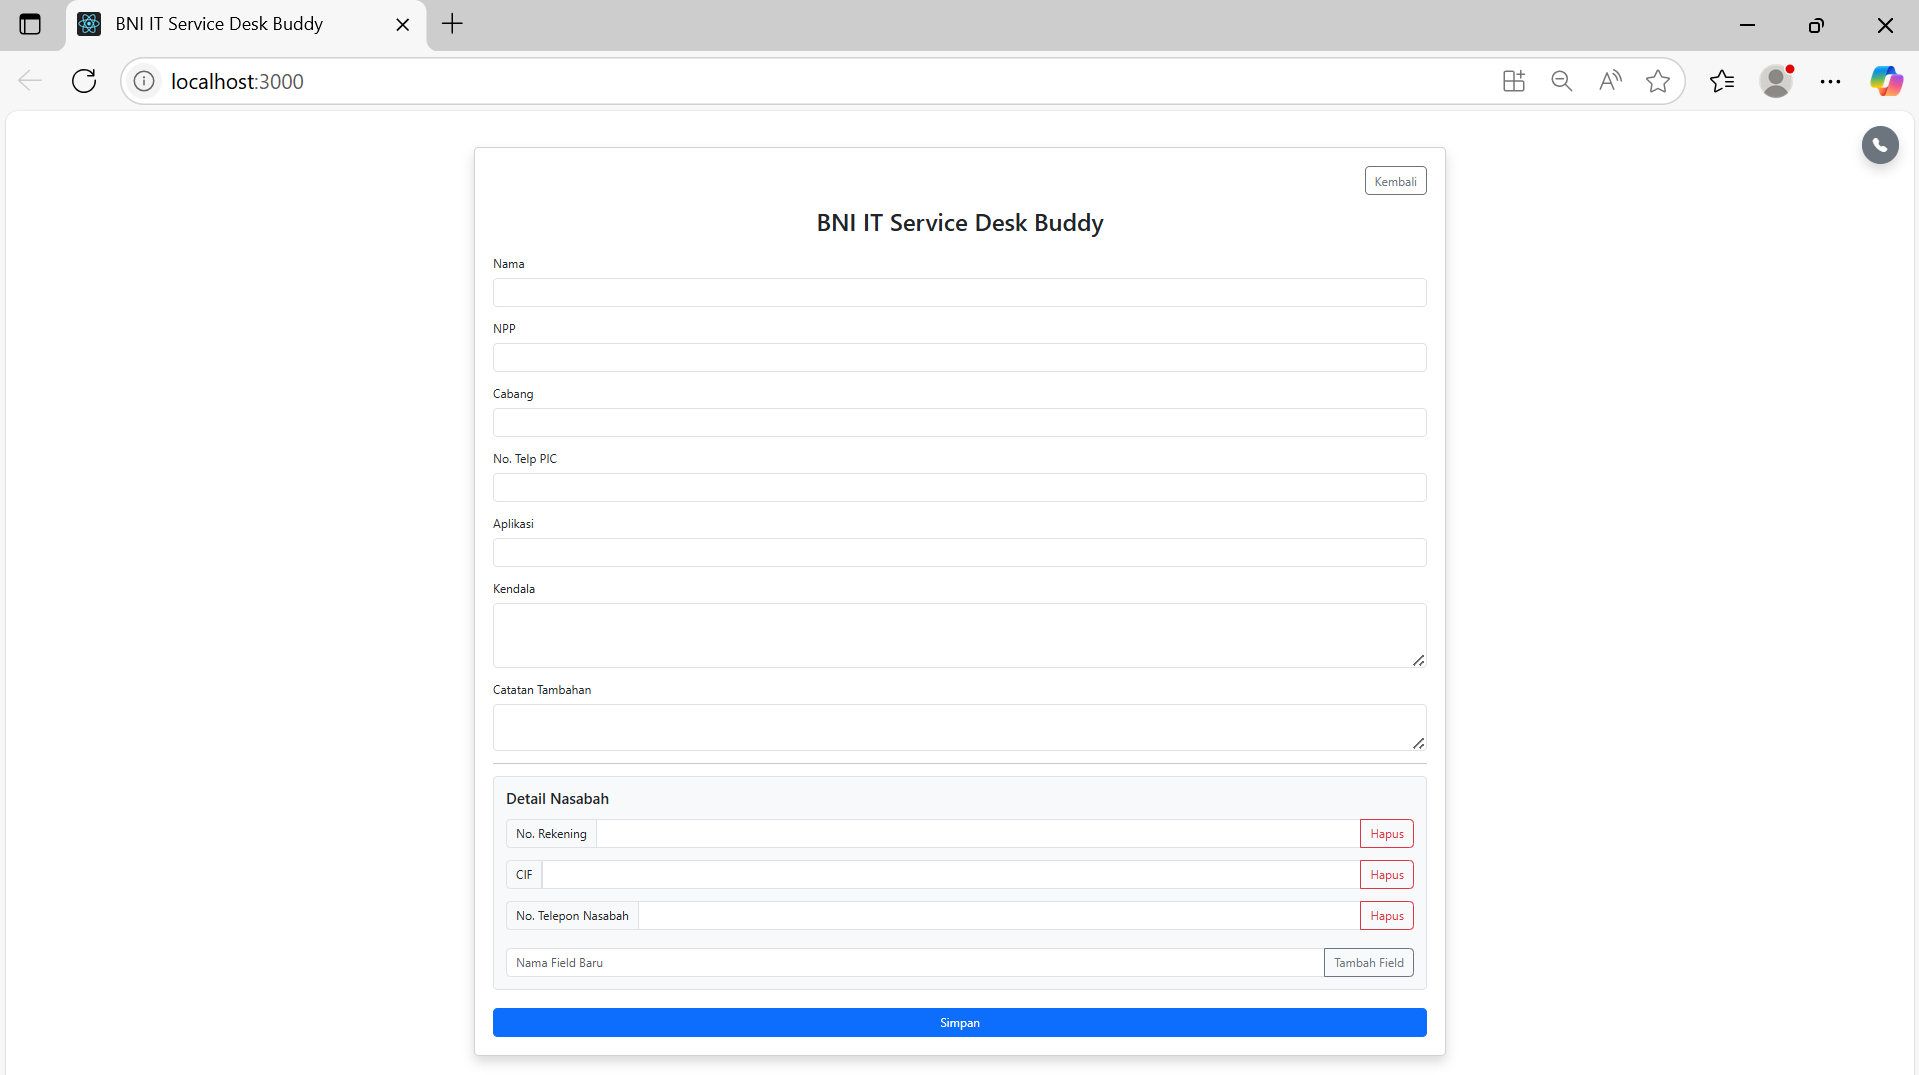 BNI IT Service Desk Buddy
localhost:3000
Kembali
BNI IT Service Desk Buddy
Nama
NPP
Cabang
No. Telp PIC
Aplikasi
Kendala
Catatan Tambahan
Detail Nasabah
No. Rekening Hapus
CIF Hapus
No. Telepon Nasabah Hapus
Nama Field Baru Tambah Field
Simpan